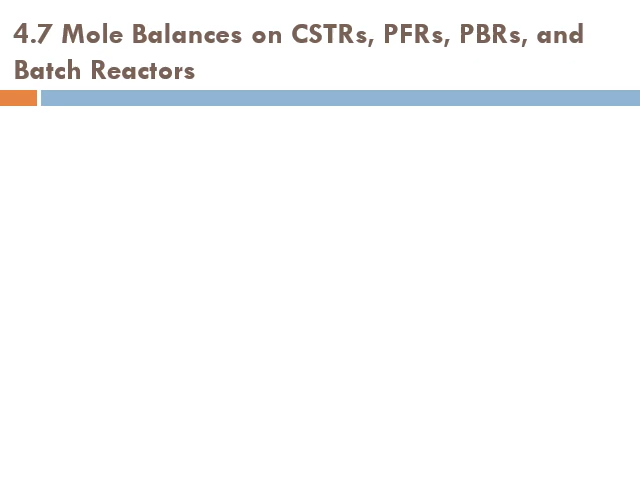 4.7 Mole Balances on CSTRs, PFRs, PBRs, and
Batch Reactors